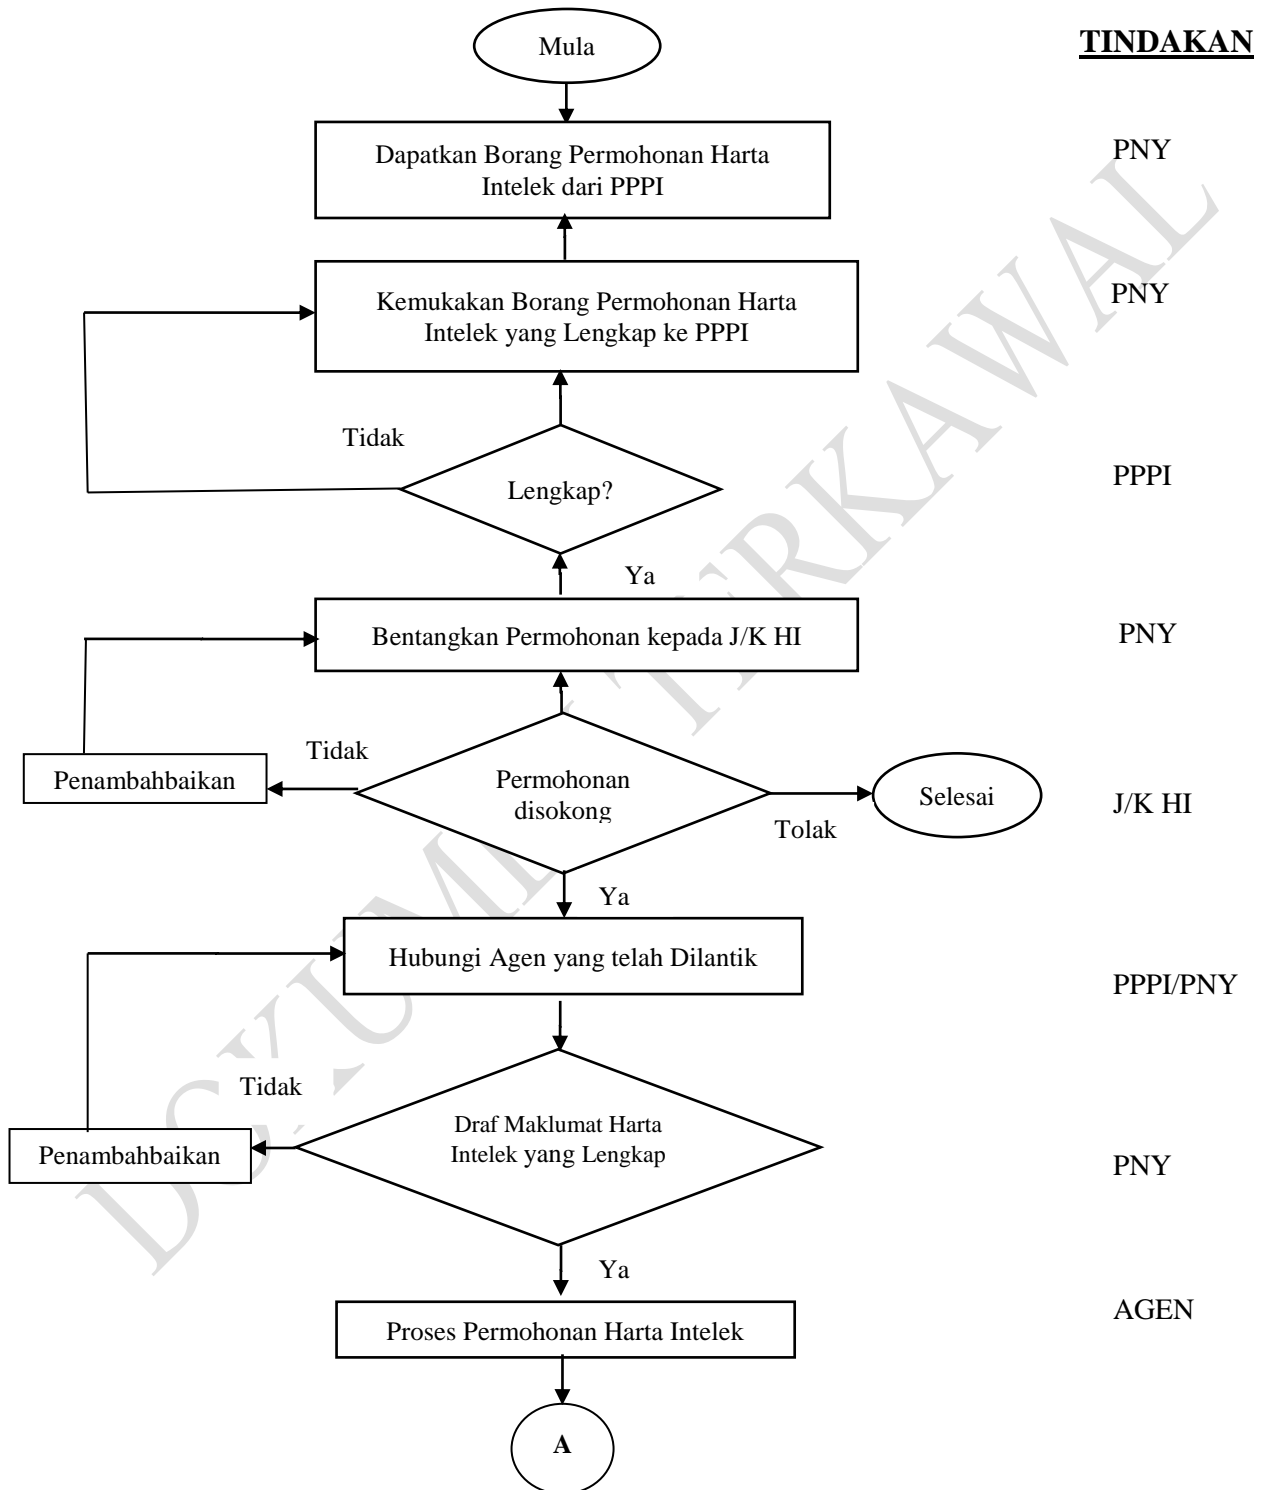 Mula
TINDAKAN
Dapatkan Borang Permohonan Harta
Intelek dari PPPI
PNY
Kemukakan Borang Permohonan Harta
Intelek yang Lengkap ke PPPI
PNY
Tidak
Lengkap?
PPPI
Ya
Bentangkan Permohonan kepada J/K HI
PNY
Tidak
Penambahbaikan
Permohonan
disokong
Selesai
Tolak
J/K HI
Ya
Hubungi Agen yang telah Dilantik
PPPI/PNY
Tidak
Draf Maklumat Harta
Intelek yang Lengkap
Penambahbaikan
PNY
Ya
AGEN
Proses Permohonan Harta Intelek
A